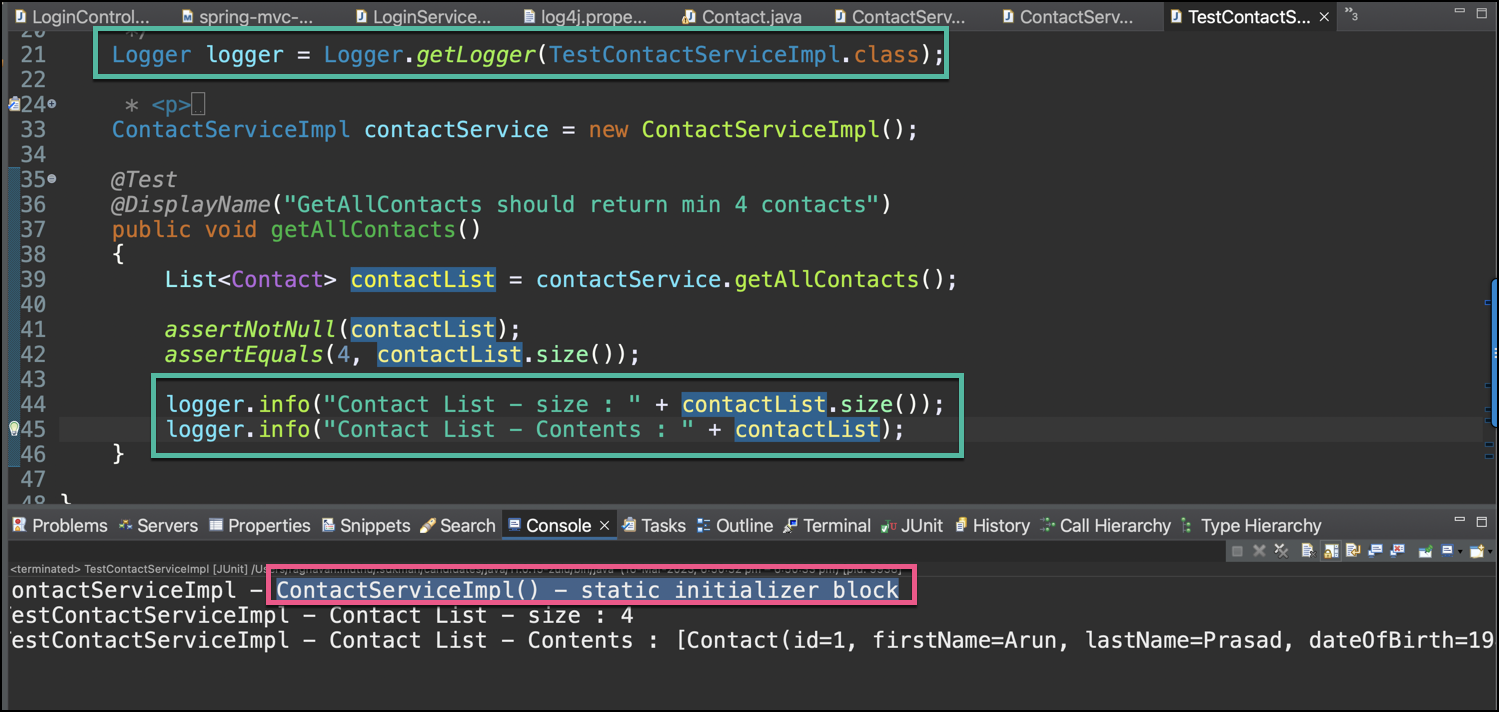 LoginControl... spring-mvc-... LoginService... log4j.prope... Contact.java ContactServ... ContactServ... TestContactS... »3
20 */
21 Logger logger = Logger.getLogger(TestContactServiceImpl.class);
22
24 * <p>
33 ContactServiceImpl contactService = new ContactServiceImpl();
34
35 @Test
36 @DisplayName("GetAllContacts should return min 4 contacts")
37 public void getAllContacts()
38 {
39 List<Contact> contactList = contactService.getAllContacts();
40
41 assertNotNull(contactList);
42 assertEquals(4, contactList.size());
43
44 logger.info("Contact List - size : " + contactList.size());
45 logger.info("Contact List - Contents : " + contactList);
46 }
47
48 }
Problems Servers Properties Snippets Search Console Tasks Outline Terminal JUnit History Call Hierarchy Type Hierarchy
<terminated> TestContactServiceImpl [JUnit]
ontactServiceImpl - ContactServiceImpl() - static initializer block
TestContactServiceImpl - Contact List - size : 4
TestContactServiceImpl - Contact List - Contents : [Contact(id=1, firstName=Arun, lastName=Prasad, dateOfBirth=19